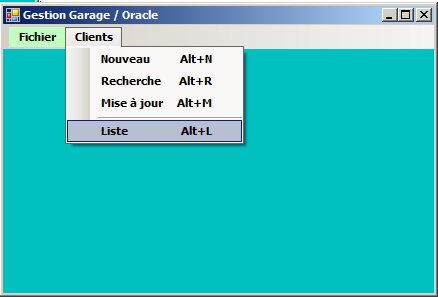 Gestion Garage / Oracle
Fichier Clients
Nouveau Alt+N
Recherche Alt+R
Mise à jour Alt+M
Liste Alt+L